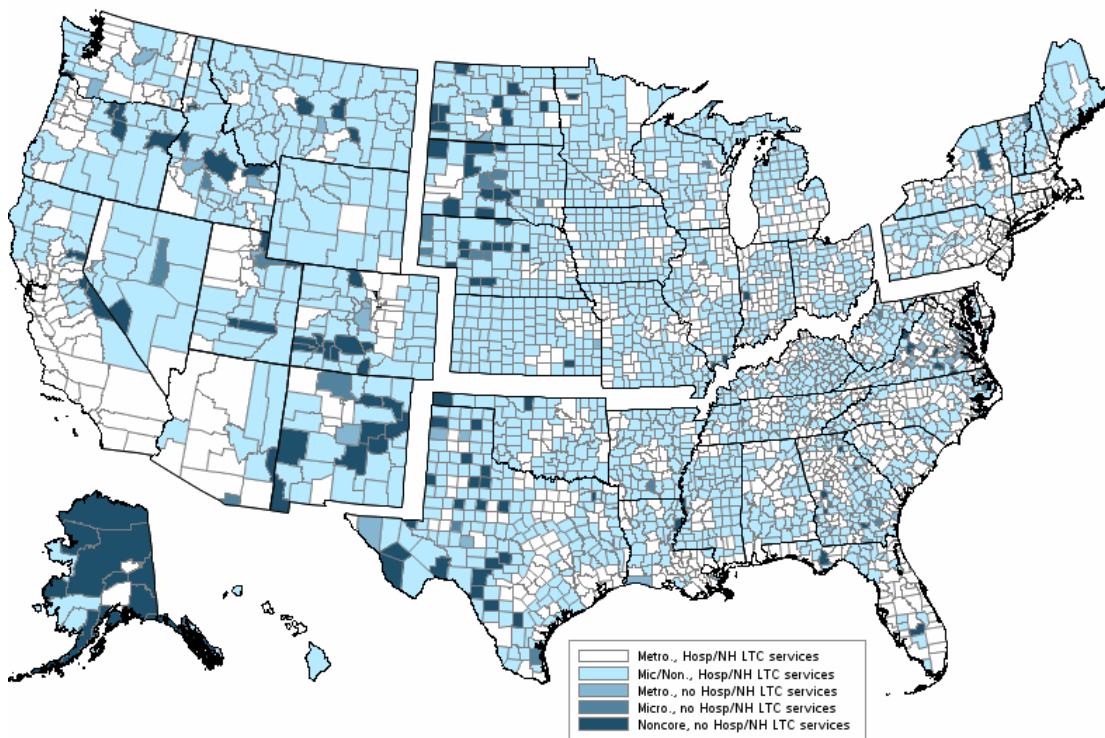 Metro., Hosp/NH LTC services
Mic/Non., Hosp/NH LTC services
Metro., no Hosp/NH LTC services
Micro., no Hosp/NH LTC services
Noncore, no Hosp/NH LTC services